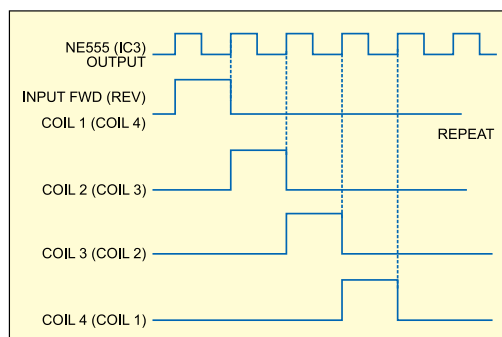 NE555 (IC3)
OUTPUT
INPUT FWD (REV)
COIL 1 (COIL 4)
REPEAT
COIL 2 (COIL 3)
COIL 3 (COIL 2)
COIL 4 (COIL 1)